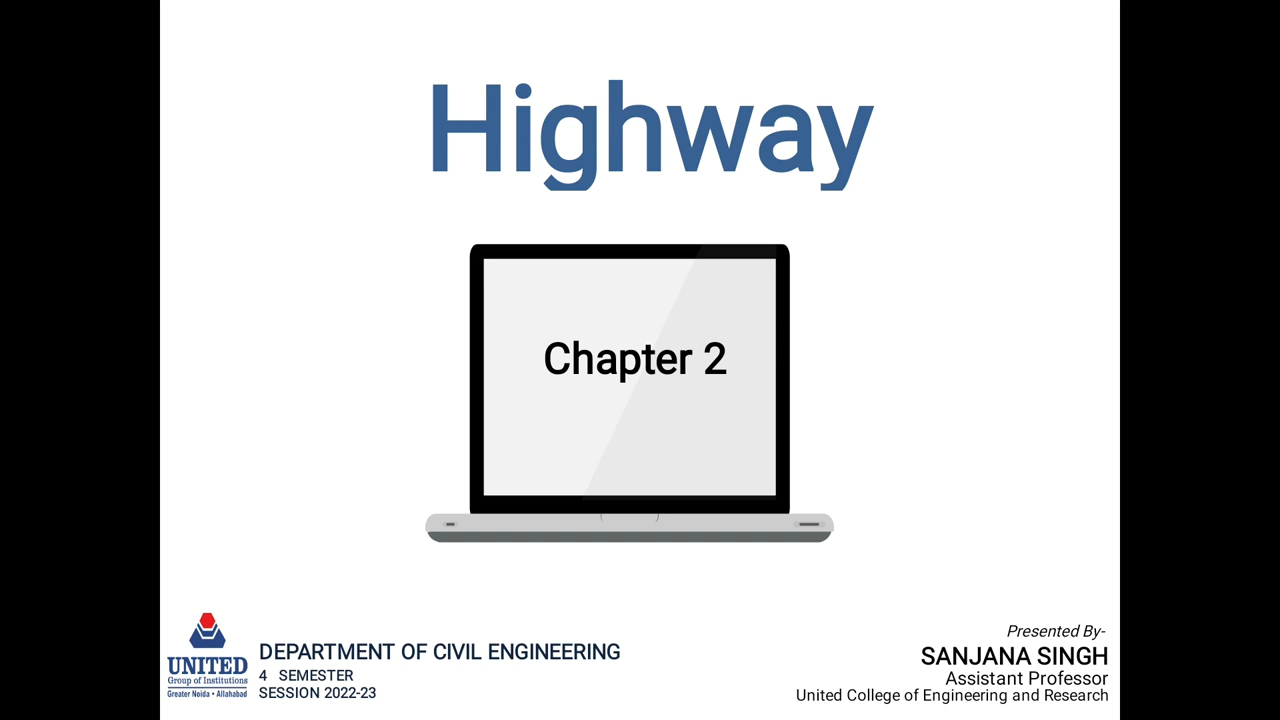 Highway
Chapter 2
UNITED
Group of Institutions
Greater Noida • Allahabad
DEPARTMENT OF CIVIL ENGINEERING
4 SEMESTER
SESSION 2022-23
Presented By-
SANJANA SINGH
Assistant Professor
United College of Engineering and Research